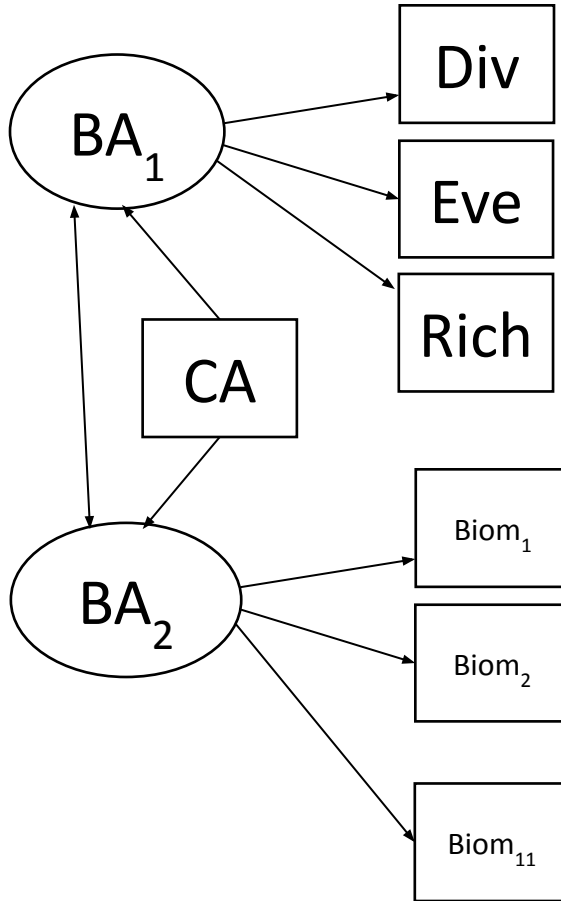 Div
BA₁
Eve
Rich
CA
Biom₁
BA₂
Biom₂
Biom₁₁